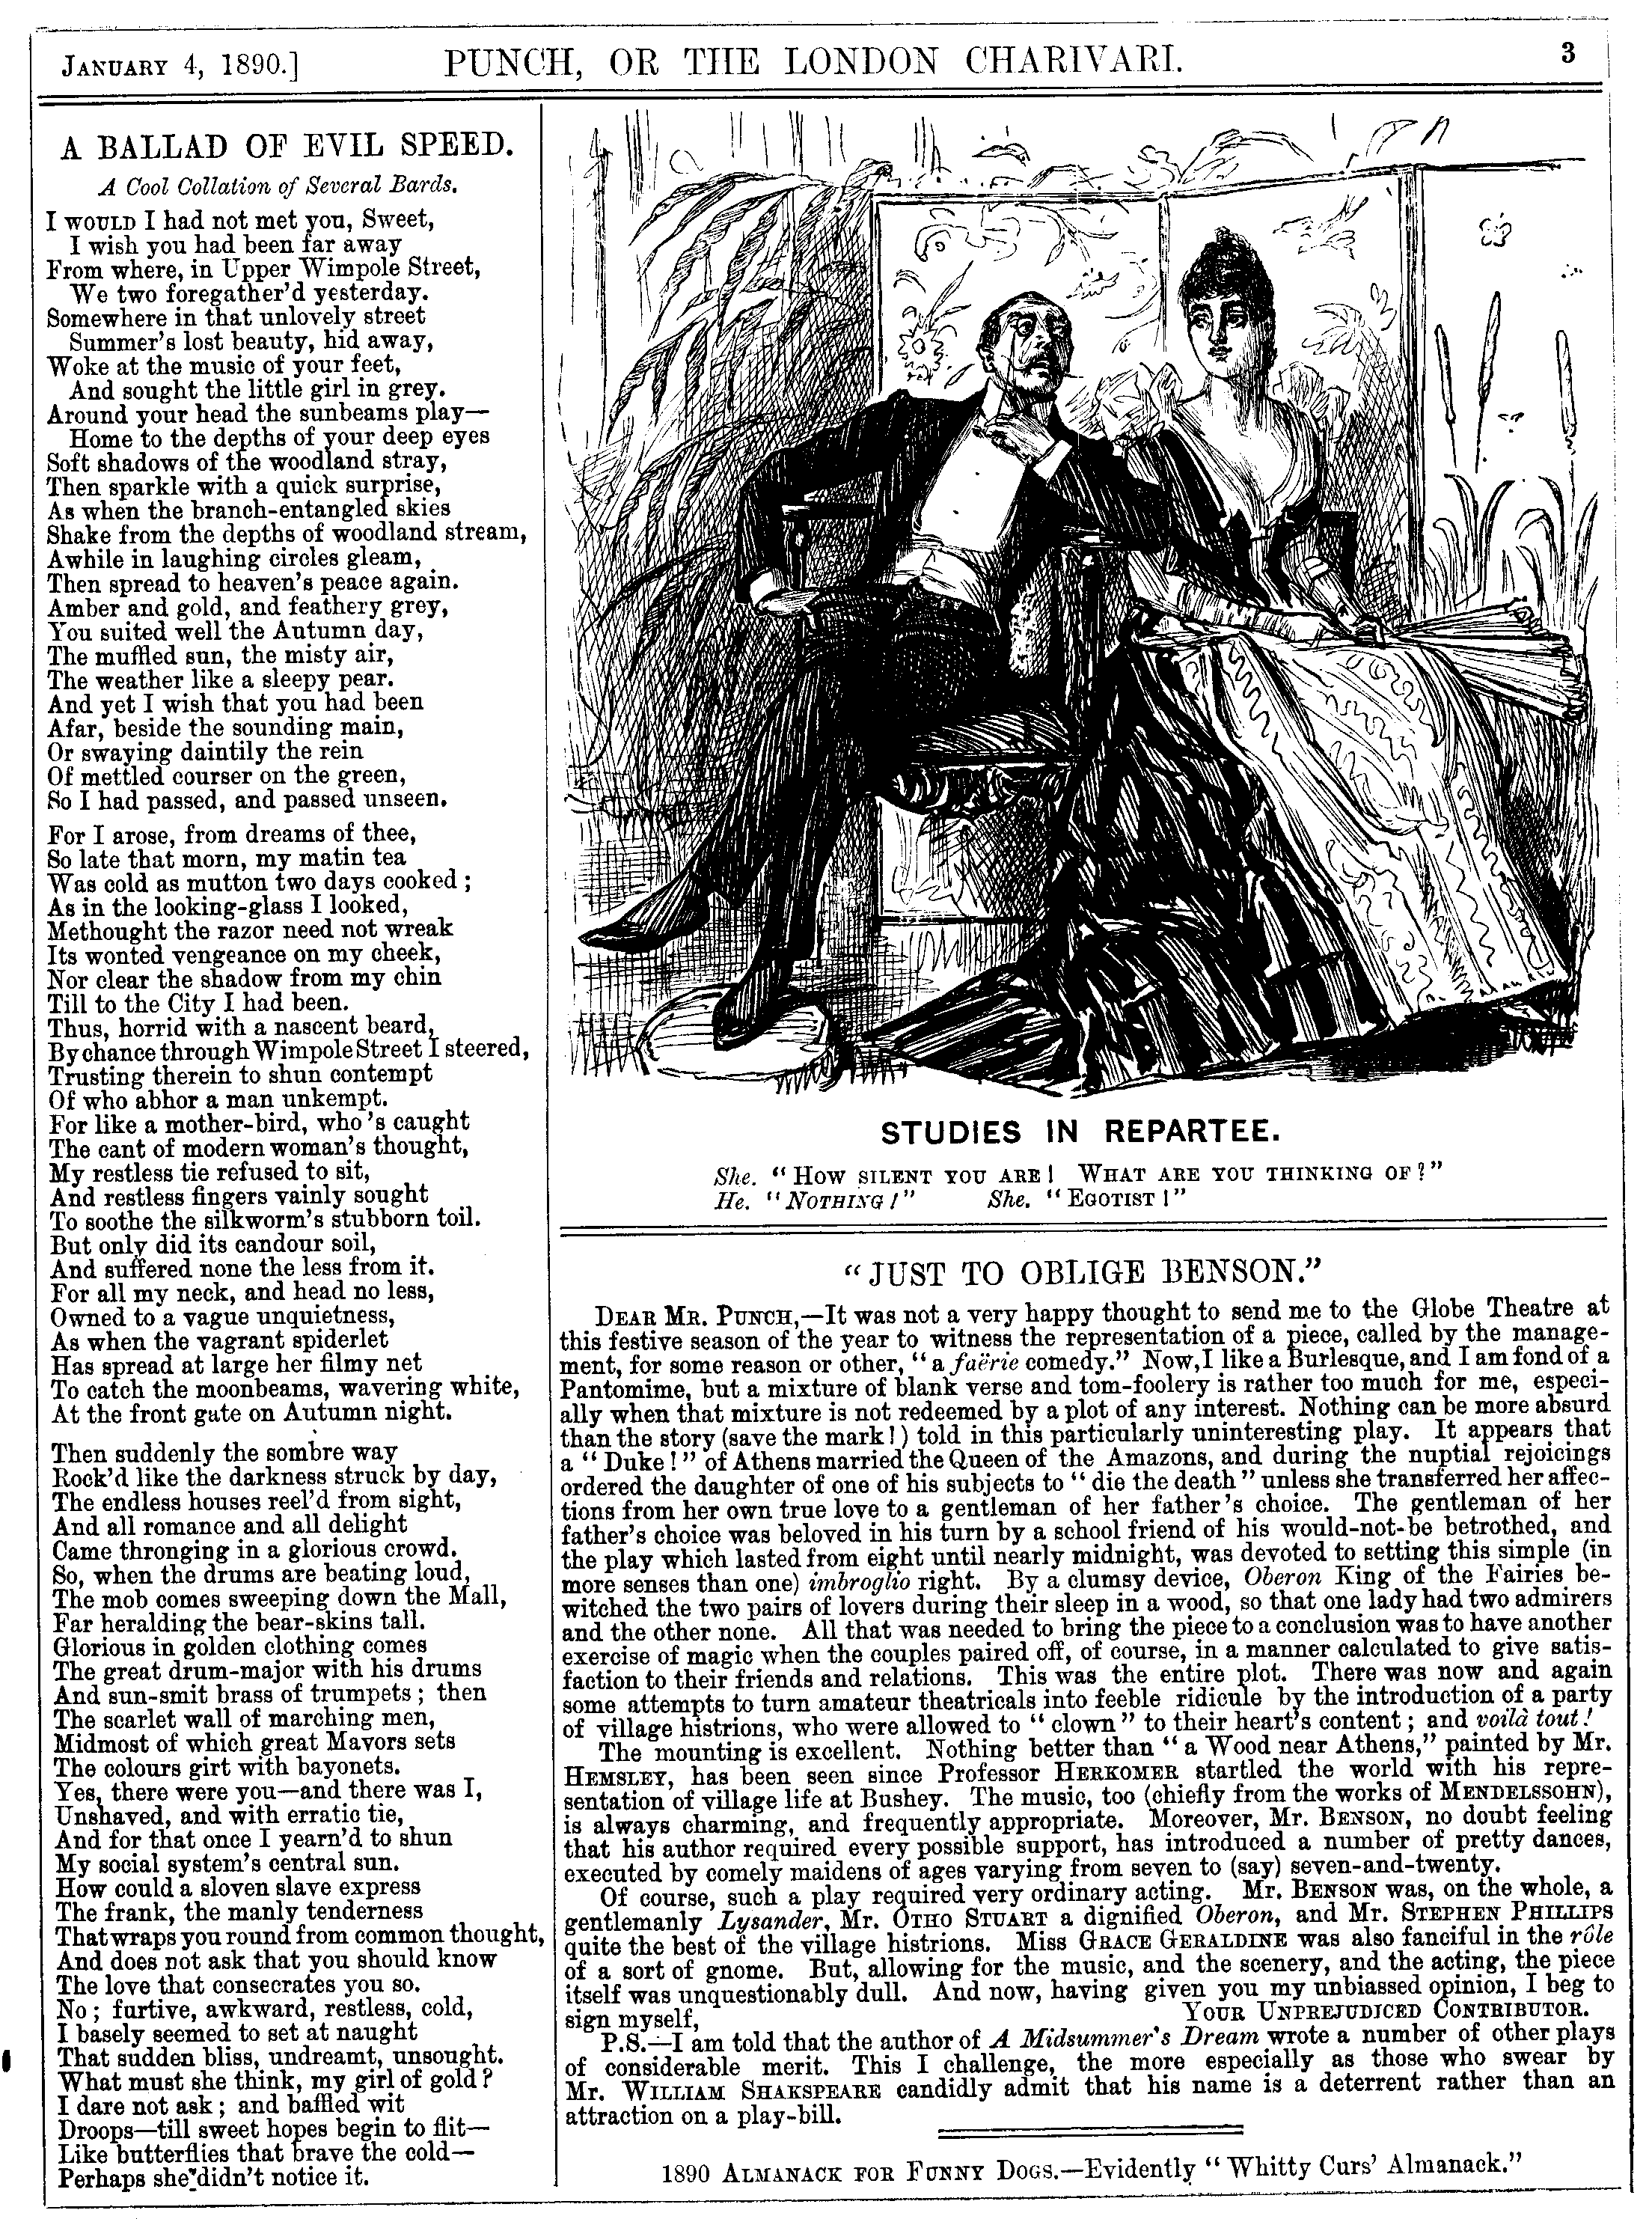 JANUARY 4, 1890.] PUNCH, OR THE LONDON CHARIVARI. 3
A BALLAD OF EVIL SPEED.
A Cool Collation of Several Bards.
I WOULD I had not met you, Sweet,
I wish you had been far away
From where, in Upper Wimpole Street,
We two foregather'd yesterday.
Somewhere in that unlovely street
Summer's lost beauty, hid away,
Woke at the music of your feet,
And sought the little girl in grey.
Around your head the sunbeams play—
Home to the depths of your deep eyes
Soft shadows of the woodland stray,
Then sparkle with a quick surprise,
As when the branch-entangled skies
Shake from the depths of woodland stream,
Awhile in laughing circles gleam,
Then spread to heaven's peace again.
Amber and gold, and feathery grey,
You suited well the Autumn day,
The muffled sun, the misty air,
The weather like a sleepy pear.
And yet I wish that you had been
Afar, beside the sounding main,
Or swaying daintily the rein
Of mettled courser on the green,
So I had passed, and passed unseen.
For I arose, from dreams of thee,
So late that morn, my matin tea
Was cold as mutton two days cooked;
As in the looking-glass I looked,
Methought the razor need not wreak
Its wonted vengeance on my cheek,
Nor clear the shadow from my chin
Till to the City I had been.
Thus, horrid with a nascent beard,
By chance through Wimpole Street I steered,
Trusting therein to shun contempt
Of who abhor a man unkempt.
For like a mother-bird, who's caught
The cant of modern woman's thought,
My restless tie refused to sit,
And restless fingers vainly sought
To soothe the silkworm's stubborn toil.
But only did its candour soil,
And suffered none the less from it.
For all my neck, and head no less,
Owned to a vague unquietness,
As when the vagrant spiderlet
Has spread at large her filmy net
To catch the moonbeams, wavering white,
At the front gate on Autumn night.
Then suddenly the sombre way
Rock'd like the darkness struck by day,
The endless houses reel'd from sight,
And all romance and all delight
Came thronging in a glorious crowd.
So, when the drums are beating loud,
The mob comes sweeping down the Mall,
Far heralding the bear-skins tall.
Glorious in golden clothing comes
The great drum-major with his drums
And sun-smit brass of trumpets; then
The scarlet wall of marching men,
Midmost of which great Mavors sets
The colours girt with bayonets.
Yes, there were you—and there was I,
Unshaved, and with erratic tie,
And for that once I yearn'd to shun
My social system's central sun.
How could a sloven slave express
The frank, the manly tenderness
That wraps you round from common thought,
And does not ask that you should know
The love that consecrates you so.
No; furtive, awkward, restless, cold,
I basely seemed to set at naught
That sudden bliss, undreamt, unsought.
What must she think, my girl of gold?
I dare not ask; and baffled wit
Droops—till sweet hopes begin to flit—
Like butterflies that brave the cold—
Perhaps she didn't notice it.
STUDIES IN REPARTEE.
She. "HOW SILENT YOU ARE! WHAT ARE YOU THINKING OF?"
He. "NOTHING!" She. "EGOTIST!"
"JUST TO OBLIGE BENSON."
DEAR MR. PUNCH,—It was not a very happy thought to send me to the Globe Theatre at
this festive season of the year to witness the representation of a piece, called by the manage-
ment, for some reason or other, "a faërie comedy." Now, I like a Burlesque, and I am fond of a
Pantomime, but a mixture of blank verse and tom-foolery is rather too much for me, especi-
ally when that mixture is not redeemed by a plot of any interest. Nothing can be more absurd
than the story (save the mark!) told in this particularly uninteresting play. It appears that
a "Duke!" of Athens married the Queen of the Amazons, and during the nuptial rejoicings
ordered the daughter of one of his subjects to "die the death" unless she transferred her affec-
tions from her own true love to a gentleman of her father's choice. The gentleman of her
father's choice was beloved in his turn by a school friend of his would-not-be betrothed, and
the play which lasted from eight until nearly midnight, was devoted to setting this simple (in
more senses than one) imbroglio right. By a clumsy device, Oberon King of the Fairies be-
witched the two pairs of lovers during their sleep in a wood, so that one lady had two admirers
and the other none. All that was needed to bring the piece to a conclusion was to have another
exercise of magic when the couples paired off, of course, in a manner calculated to give satis-
faction to their friends and relations. This was the entire plot. There was now and again
some attempts to turn amateur theatricals into feeble ridicule by the introduction of a party
of village histrions, who were allowed to "clown" to their heart's content; and voilà tout!
The mounting is excellent. Nothing better than "a Wood near Athens," painted by Mr.
HEMSLEY, has been seen since Professor HERKOMER startled the world with his repre-
sentation of village life at Bushey. The music, too (chiefly from the works of MENDELSSOHN),
is always charming, and frequently appropriate. Moreover, Mr. BENSON, no doubt feeling
that his author required every possible support, has introduced a number of pretty dances,
executed by comely maidens of ages varying from seven to (say) seven-and-twenty.
Of course, such a play required very ordinary acting. Mr. BENSON was, on the whole, a
gentlemanly Lysander, Mr. OTHO STUART a dignified Oberon, and Mr. STEPHEN PHILLIPS
quite the best of the village histrions. Miss GRACE GERALDINE was also fanciful in the rôle
of a sort of gnome. But, allowing for the music, and the scenery, and the acting, the piece
itself was unquestionably dull. And now, having given you my unbiassed opinion, I beg to
sign myself, YOUR UNPREJUDICED CONTRIBUTOR.
P.S.—I am told that the author of A Midsummer's Dream wrote a number of other plays
of considerable merit. This I challenge, the more especially as those who swear by
Mr. WILLIAM SHAKSPEARE candidly admit that his name is a deterrent rather than an
attraction on a play-bill.
1890 ALMANACK FOR FUNNY DOGS.—Evidently "Whitty Curs' Almanack."